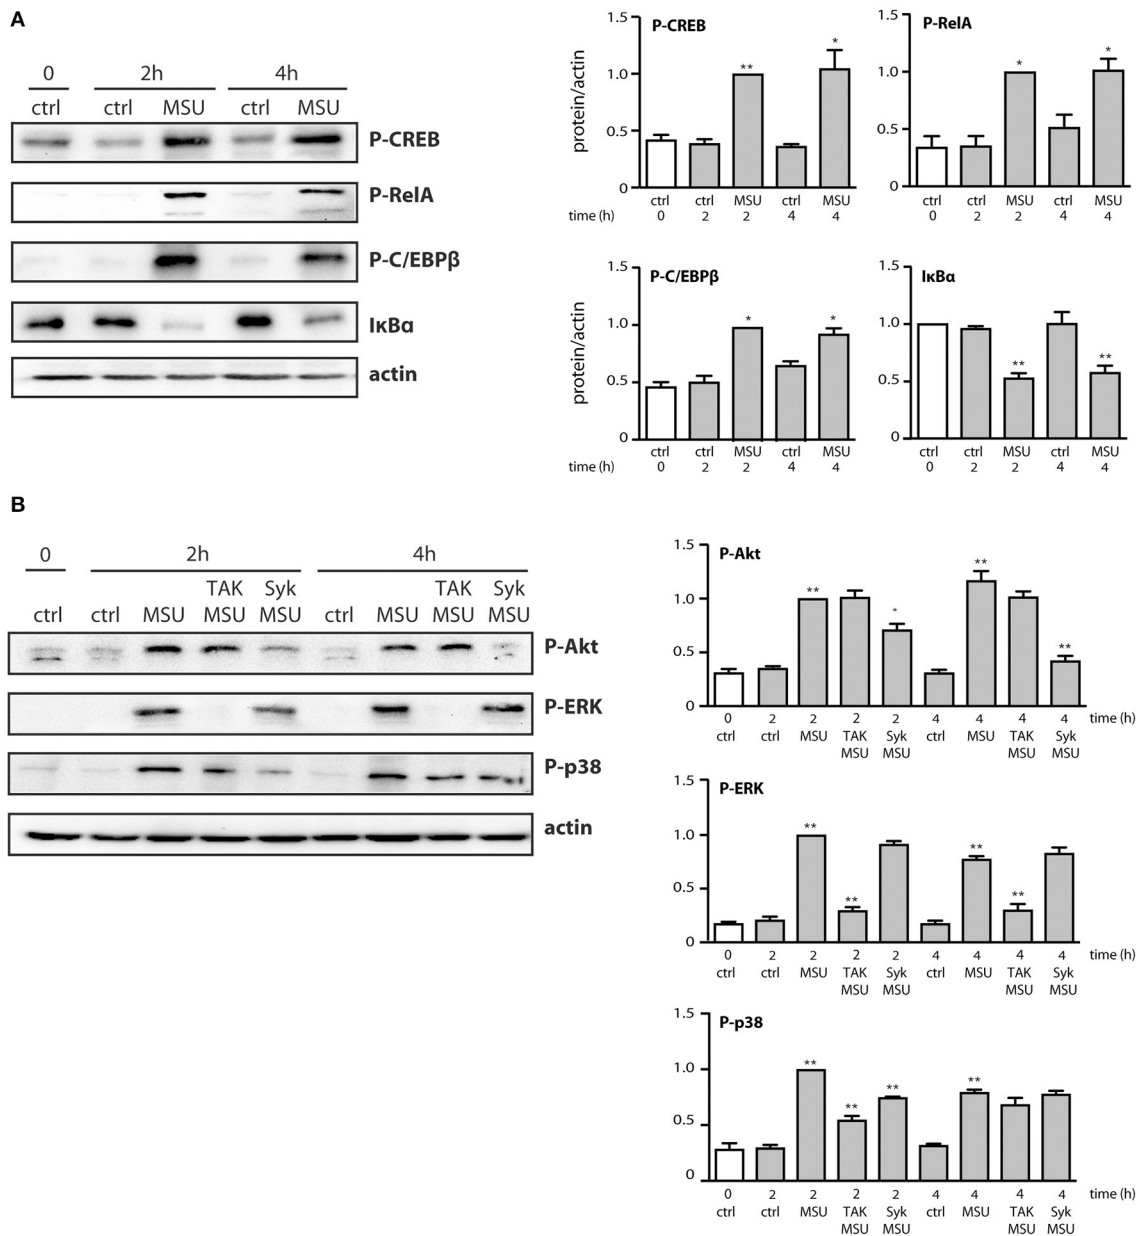 A
0 2h 4h
ctrl ctrl MSU ctrl MSU
P-CREB
P-RelA
P-C/EBPβ
IκBα
actin
P-CREB
protein/actin
1.5
1.0
0.5
0
** *
ctrl ctrl MSU ctrl MSU
time (h) 0 2 2 4 4
P-RelA
1.5
1.0
0.5
0
* *
ctrl ctrl MSU ctrl MSU
0 2 2 4 4
P-C/EBPβ
protein/actin
1.5
1.0
0.5
0
* *
ctrl ctrl MSU ctrl MSU
time (h) 0 2 2 4 4
IκBα
1.5
1.0
0.5
0
** **
ctrl ctrl MSU ctrl MSU
0 2 2 4 4
B
0 2h 4h
TAK Syk TAK Syk
ctrl ctrl MSU MSU MSU ctrl MSU MSU MSU
P-Akt
P-ERK
P-p38
actin
P-Akt
1.5
1.0
0.5
0
** * ** **
0 2 2 2 2 4 4 4 4 time (h)
ctrl ctrl MSU TAK Syk ctrl MSU TAK Syk
MSU MSU MSU MSU
P-ERK
1.5
1.0
0.5
0
** ** ** **
0 2 2 2 2 4 4 4 4 time (h)
ctrl ctrl MSU TAK Syk ctrl MSU TAK Syk
MSU MSU MSU MSU
P-p38
1.5
1.0
0.5
0
** ** ** **
0 2 2 2 2 4 4 4 4 time (h)
ctrl ctrl MSU TAK Syk ctrl MSU TAK Syk
MSU MSU MSU MSU